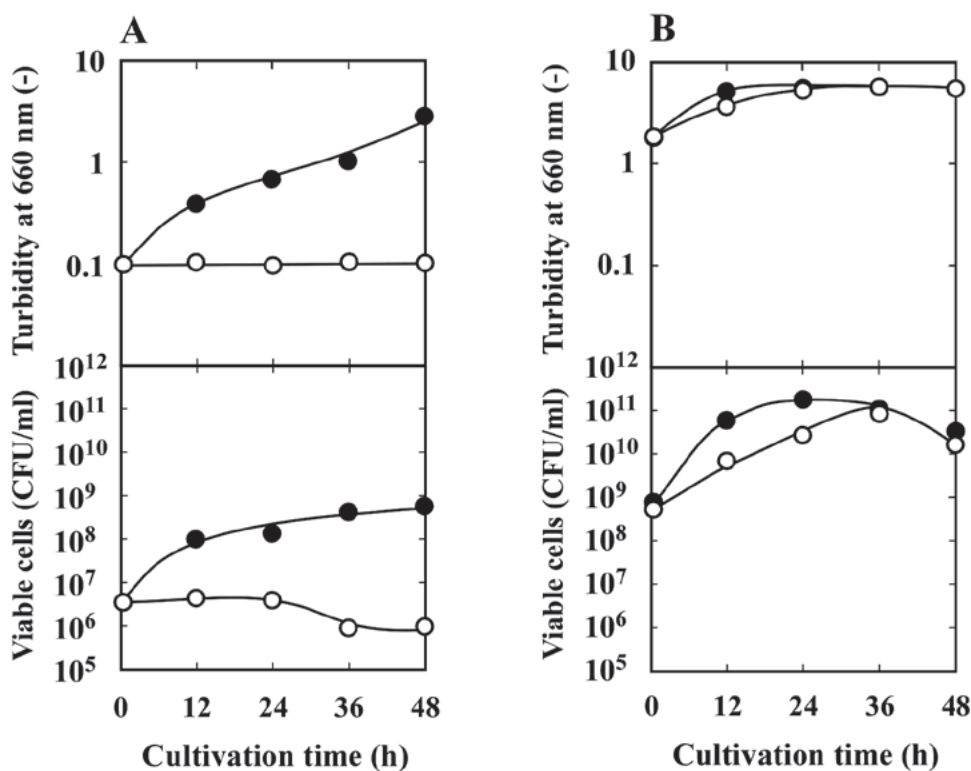 A
Turbidity at 660 nm (-)
10
1
0.1
Viable cells (CFU/ml)
10¹²
10¹¹
10¹⁰
10⁹
10⁸
10⁷
10⁶
10⁵
0 12 24 36 48
Cultivation time (h)
B
Turbidity at 660 nm (-)
10
1
0.1
Viable cells (CFU/ml)
10¹²
10¹¹
10¹⁰
10⁹
10⁸
10⁷
10⁶
10⁵
0 12 24 36 48
Cultivation time (h)